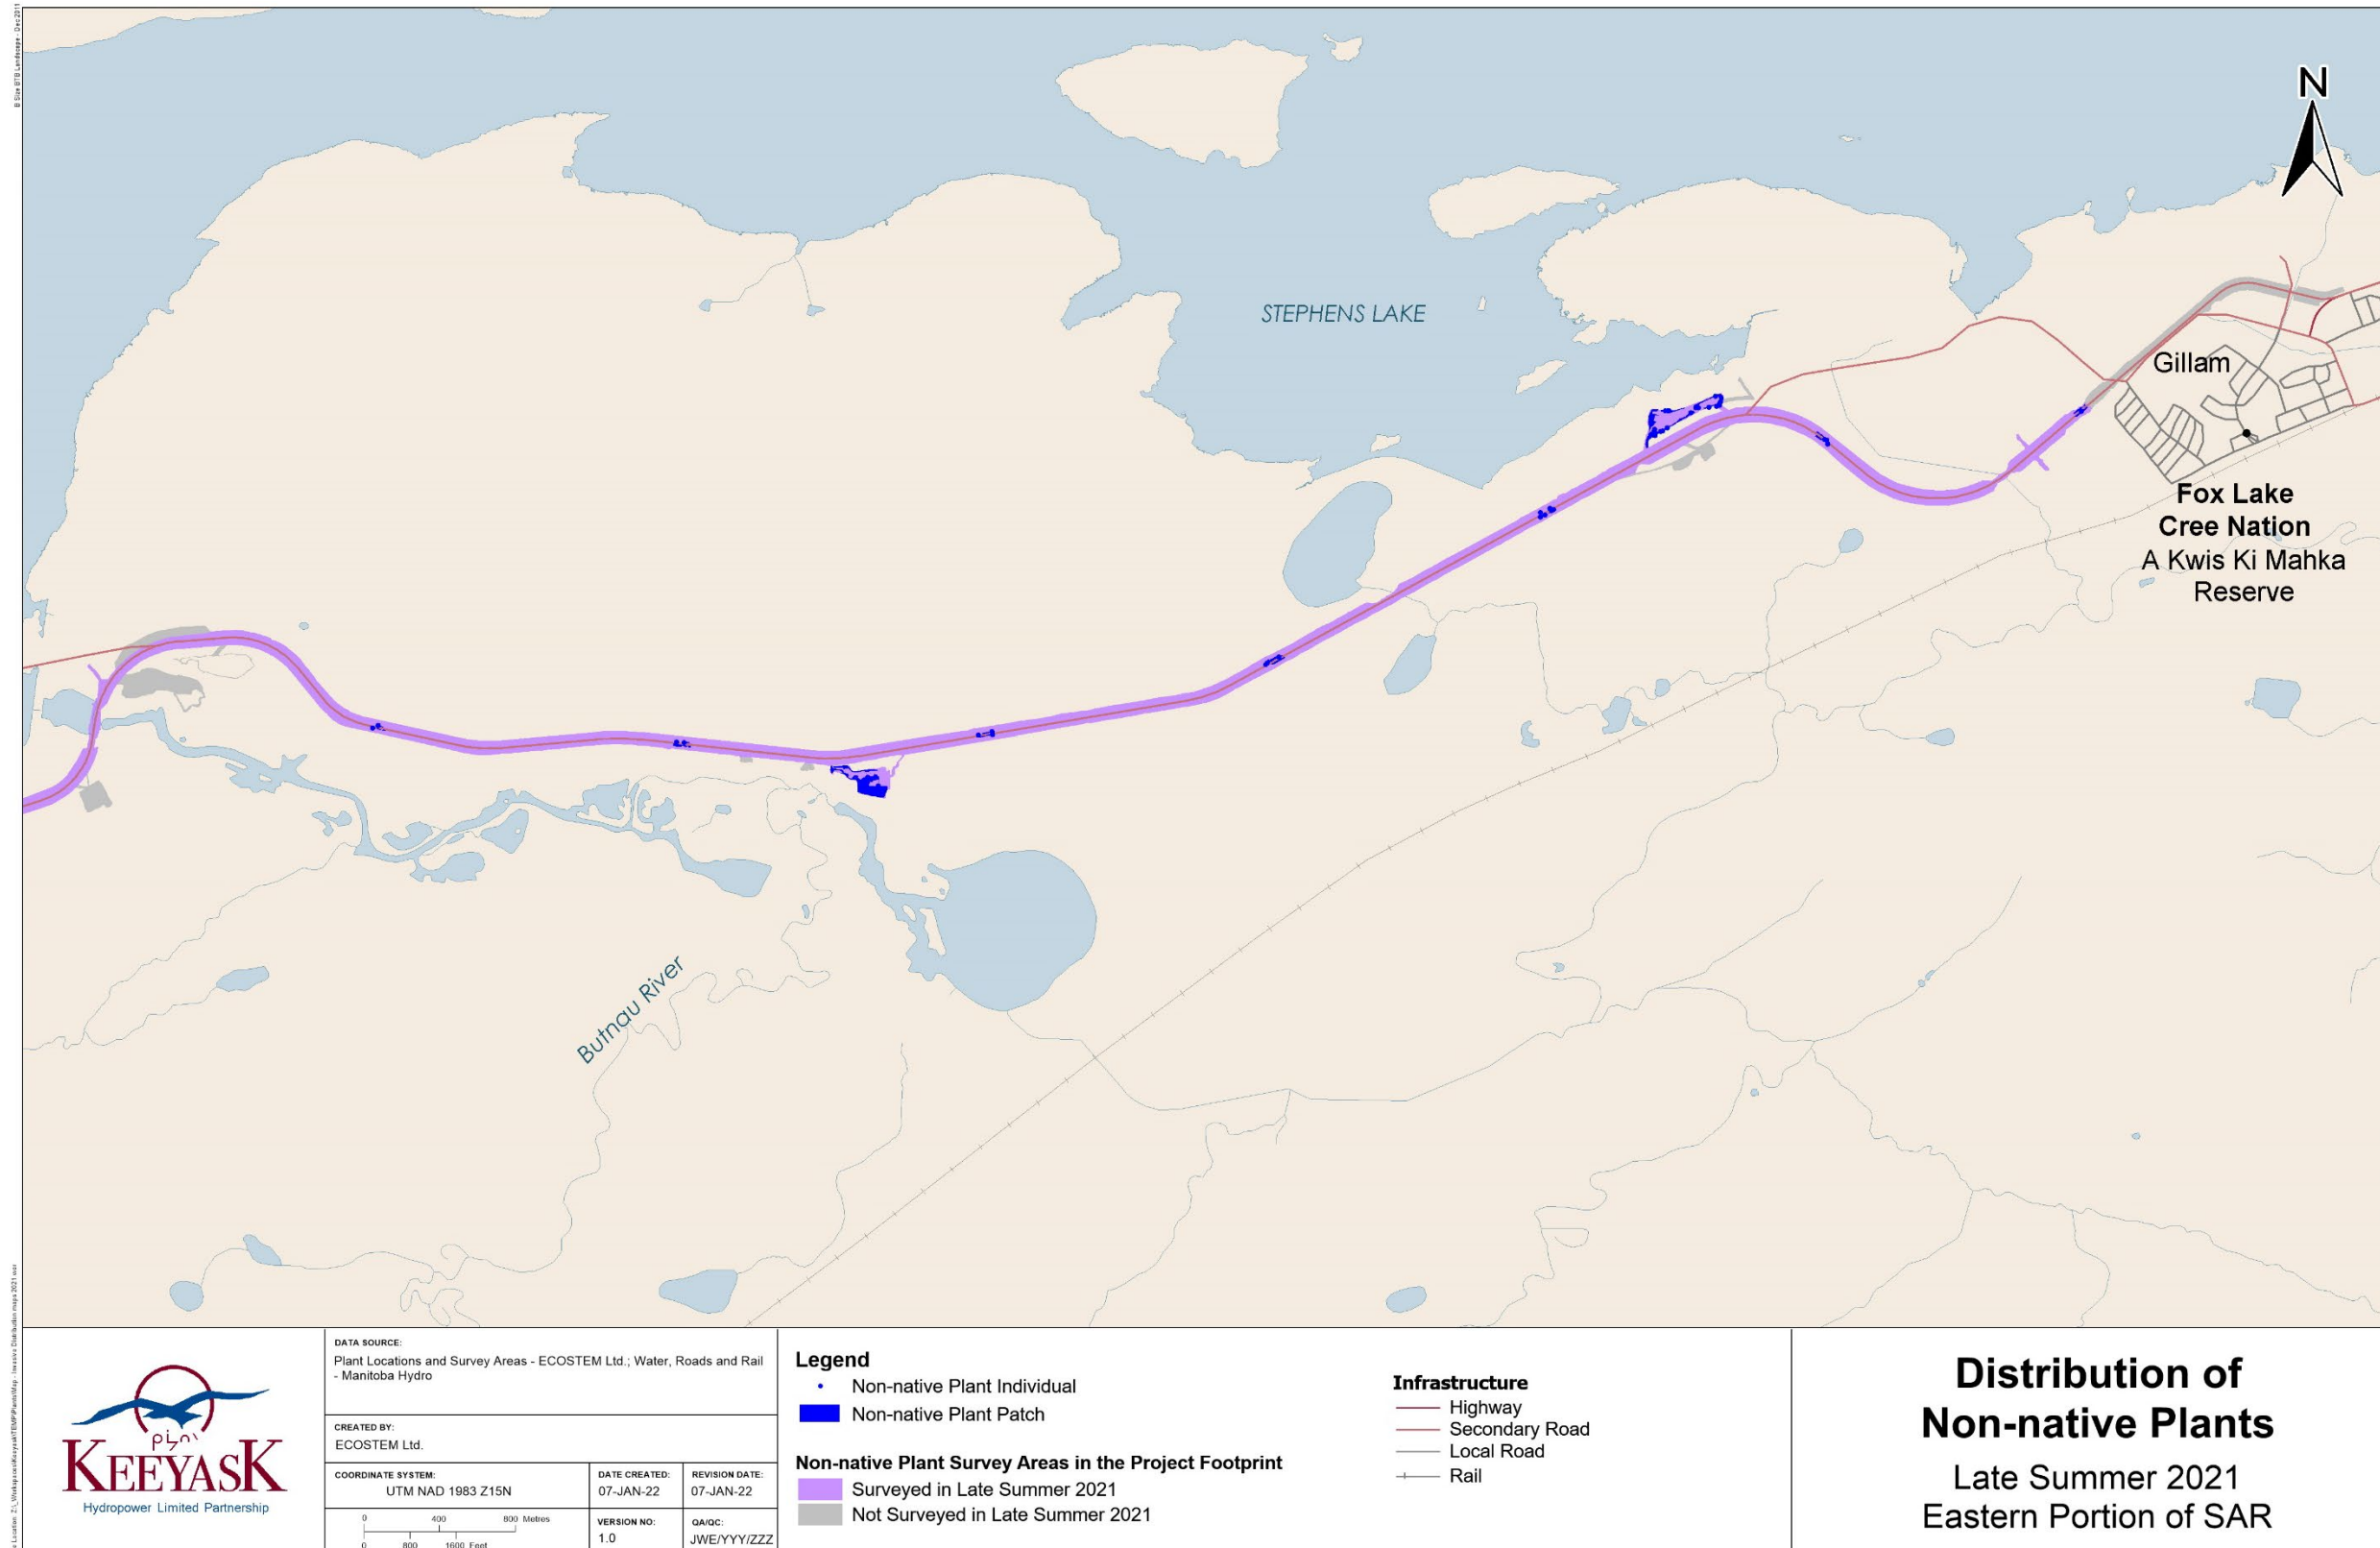 B Size BTB Landscape - Dec 2011
N
STEPHENS LAKE
Gillam
Fox Lake
Cree Nation
A Kwis Ki Mahka
Reserve
Butnau River
ᑭᔮᐢᐠ
KEEYASK
Hydropower Limited Partnership
DATA SOURCE:
Plant Locations and Survey Areas - ECOSTEM Ltd.; Water, Roads and Rail
- Manitoba Hydro
CREATED BY:
ECOSTEM Ltd.
COORDINATE SYSTEM:
UTM NAD 1983 Z15N
DATE CREATED:
07-JAN-22
REVISION DATE:
07-JAN-22
0 400 800 Metres
0 800 1600 Feet
VERSION NO:
1.0
QA/QC:
JWE/YYY/ZZZ
Legend
Non-native Plant Individual
Non-native Plant Patch
Non-native Plant Survey Areas in the Project Footprint
Surveyed in Late Summer 2021
Not Surveyed in Late Summer 2021
Infrastructure
Highway
Secondary Road
Local Road
Rail
Distribution of
Non-native Plants
Late Summer 2021
Eastern Portion of SAR